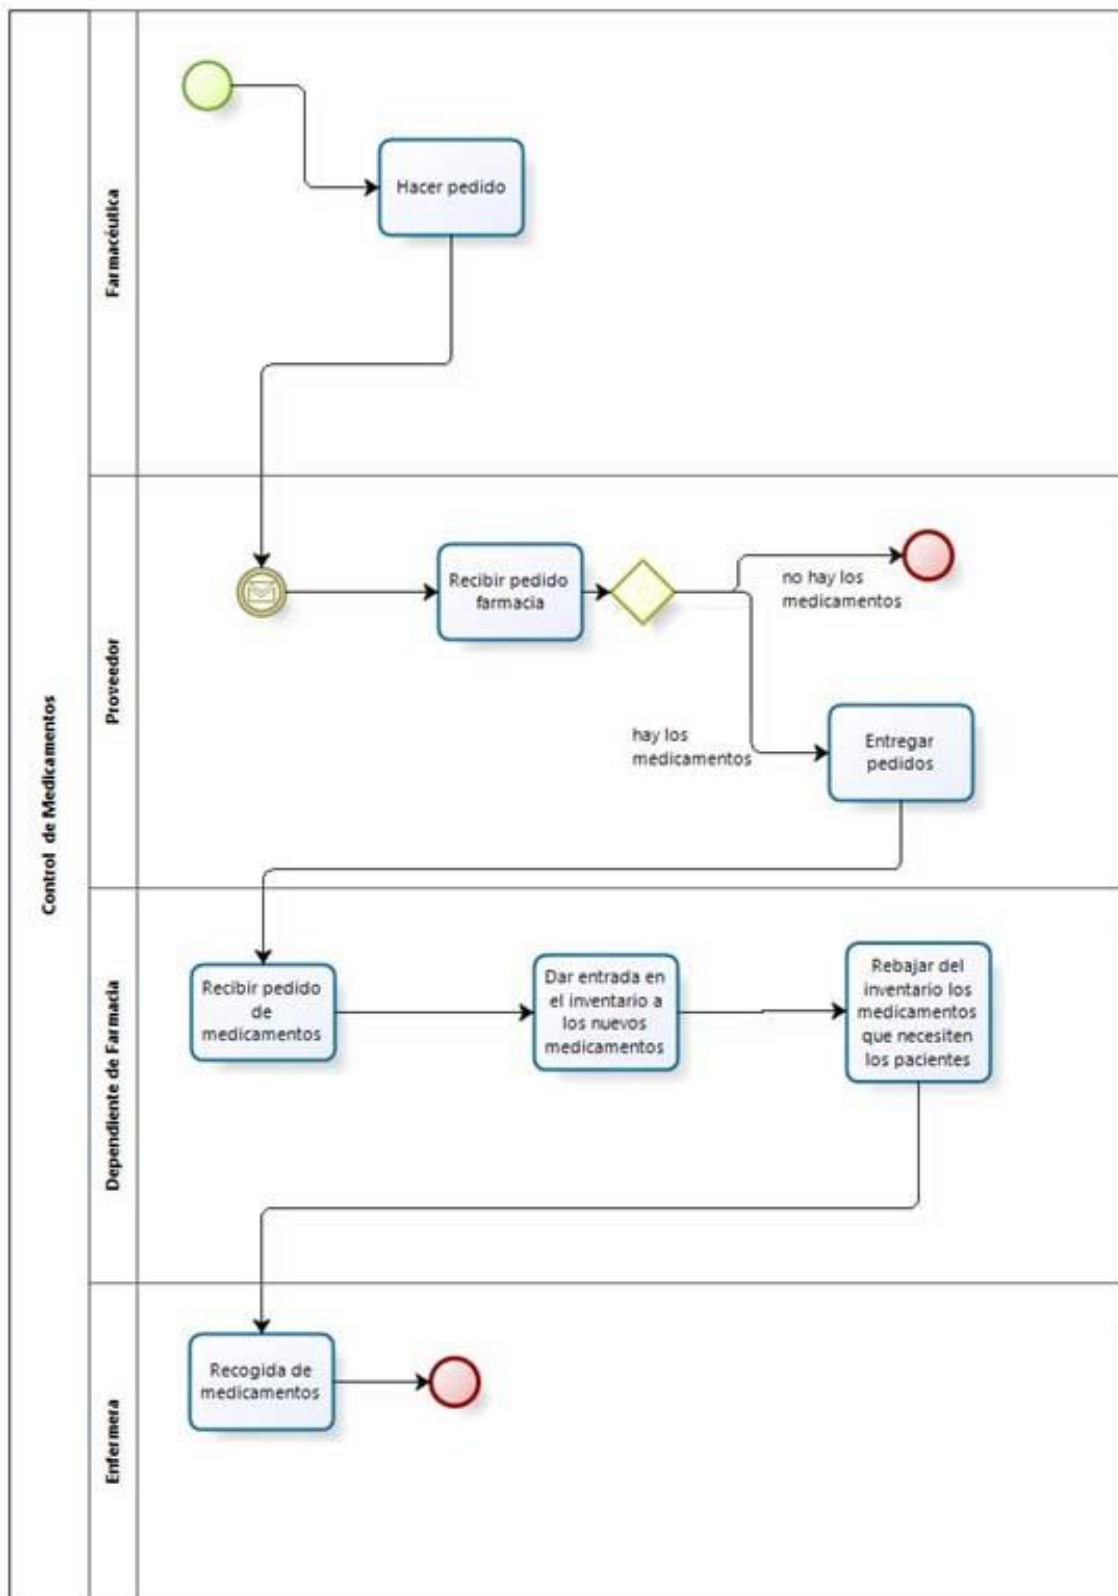 Control de Medicamentos
Farmacéutica
Hacer pedido
Proveedor
Recibir pedido
farmacia
no hay los
medicamentos
hay los
medicamentos
Entregar
pedidos
Dependiente de Farmacia
Recibir pedido
de
medicamentos
Dar entrada en
el inventario a
los nuevos
medicamentos
Rebajar del
inventario los
medicamentos
que necesiten
los pacientes
Enfermera
Recogida de
medicamentos